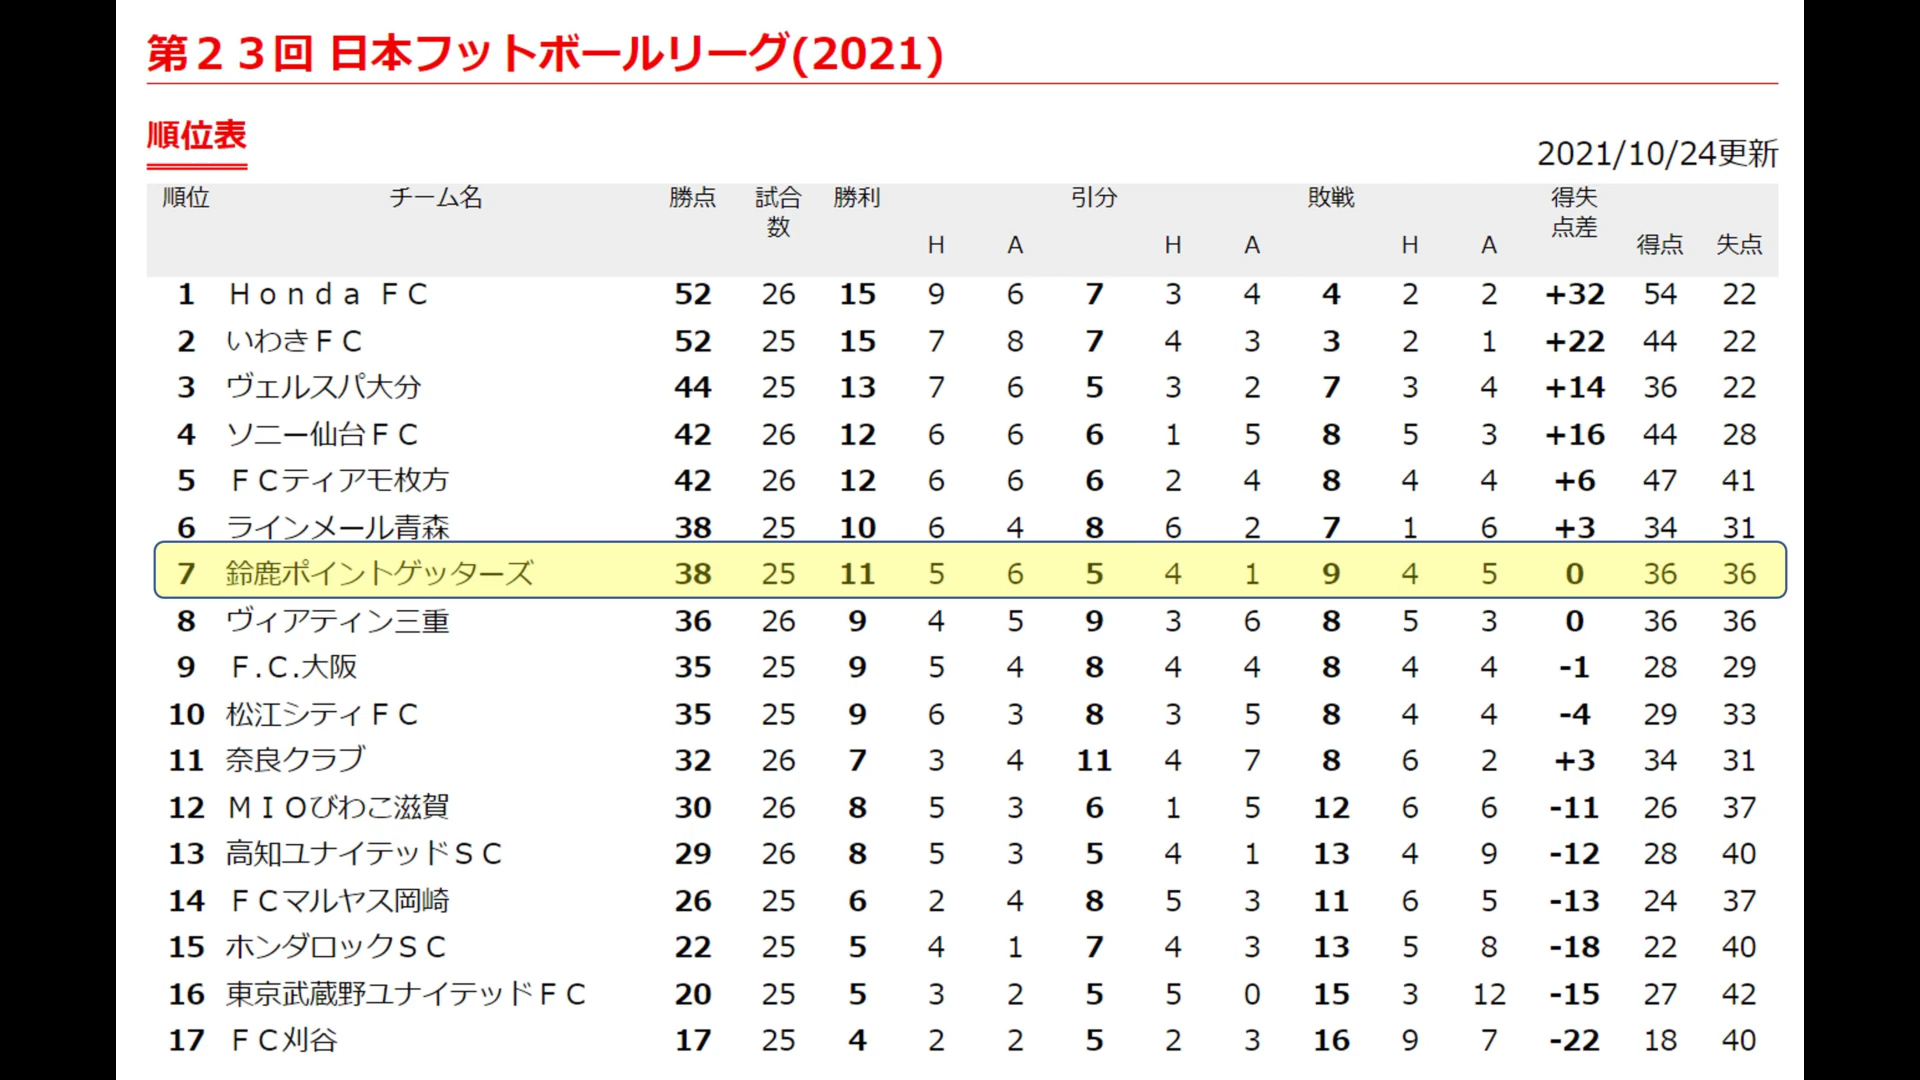 第２３回 日本フットボールリーグ(2021)
順位表
2021/10/24更新
順位 チーム名 勝点 試合数 勝利 引分 敗戦 得失点差
H A H A H A 得点 失点
1 Ｈｏｎｄａ ＦＣ 52 26 15 9 6 7 3 4 4 2 2 +32 54 22
2 いわきＦＣ 52 25 15 7 8 7 4 3 3 2 1 +22 44 22
3 ヴェルスパ大分 44 25 13 7 6 5 3 2 7 3 4 +14 36 22
4 ソニー仙台ＦＣ 42 26 12 6 6 6 1 5 8 5 3 +16 44 28
5 ＦＣティアモ枚方 42 26 12 6 6 6 2 4 8 4 4 +6 47 41
6 ラインメール青森 38 25 10 6 4 8 6 2 7 1 6 +3 34 31
7 鈴鹿ポイントゲッターズ 38 25 11 5 6 5 4 1 9 4 5 0 36 36
8 ヴィアティン三重 36 26 9 4 5 9 3 6 8 5 3 0 36 36
9 Ｆ.Ｃ.大阪 35 25 9 5 4 8 4 4 8 4 4 -1 28 29
10 松江シティＦＣ 35 25 9 6 3 8 3 5 8 4 4 -4 29 33
11 奈良クラブ 32 26 7 3 4 11 4 7 8 6 2 +3 34 31
12 ＭＩＯびわこ滋賀 30 26 8 5 3 6 1 5 12 6 6 -11 26 37
13 高知ユナイテッドＳＣ 29 26 8 5 3 5 4 1 13 4 9 -12 28 40
14 ＦＣマルヤス岡崎 26 25 6 2 4 8 5 3 11 6 5 -13 24 37
15 ホンダロックＳＣ 22 25 5 4 1 7 4 3 13 5 8 -18 22 40
16 東京武蔵野ユナイテッドＦＣ 20 25 5 3 2 5 5 0 15 3 12 -15 27 42
17 ＦＣ刈谷 17 25 4 2 2 5 2 3 16 9 7 -22 18 40